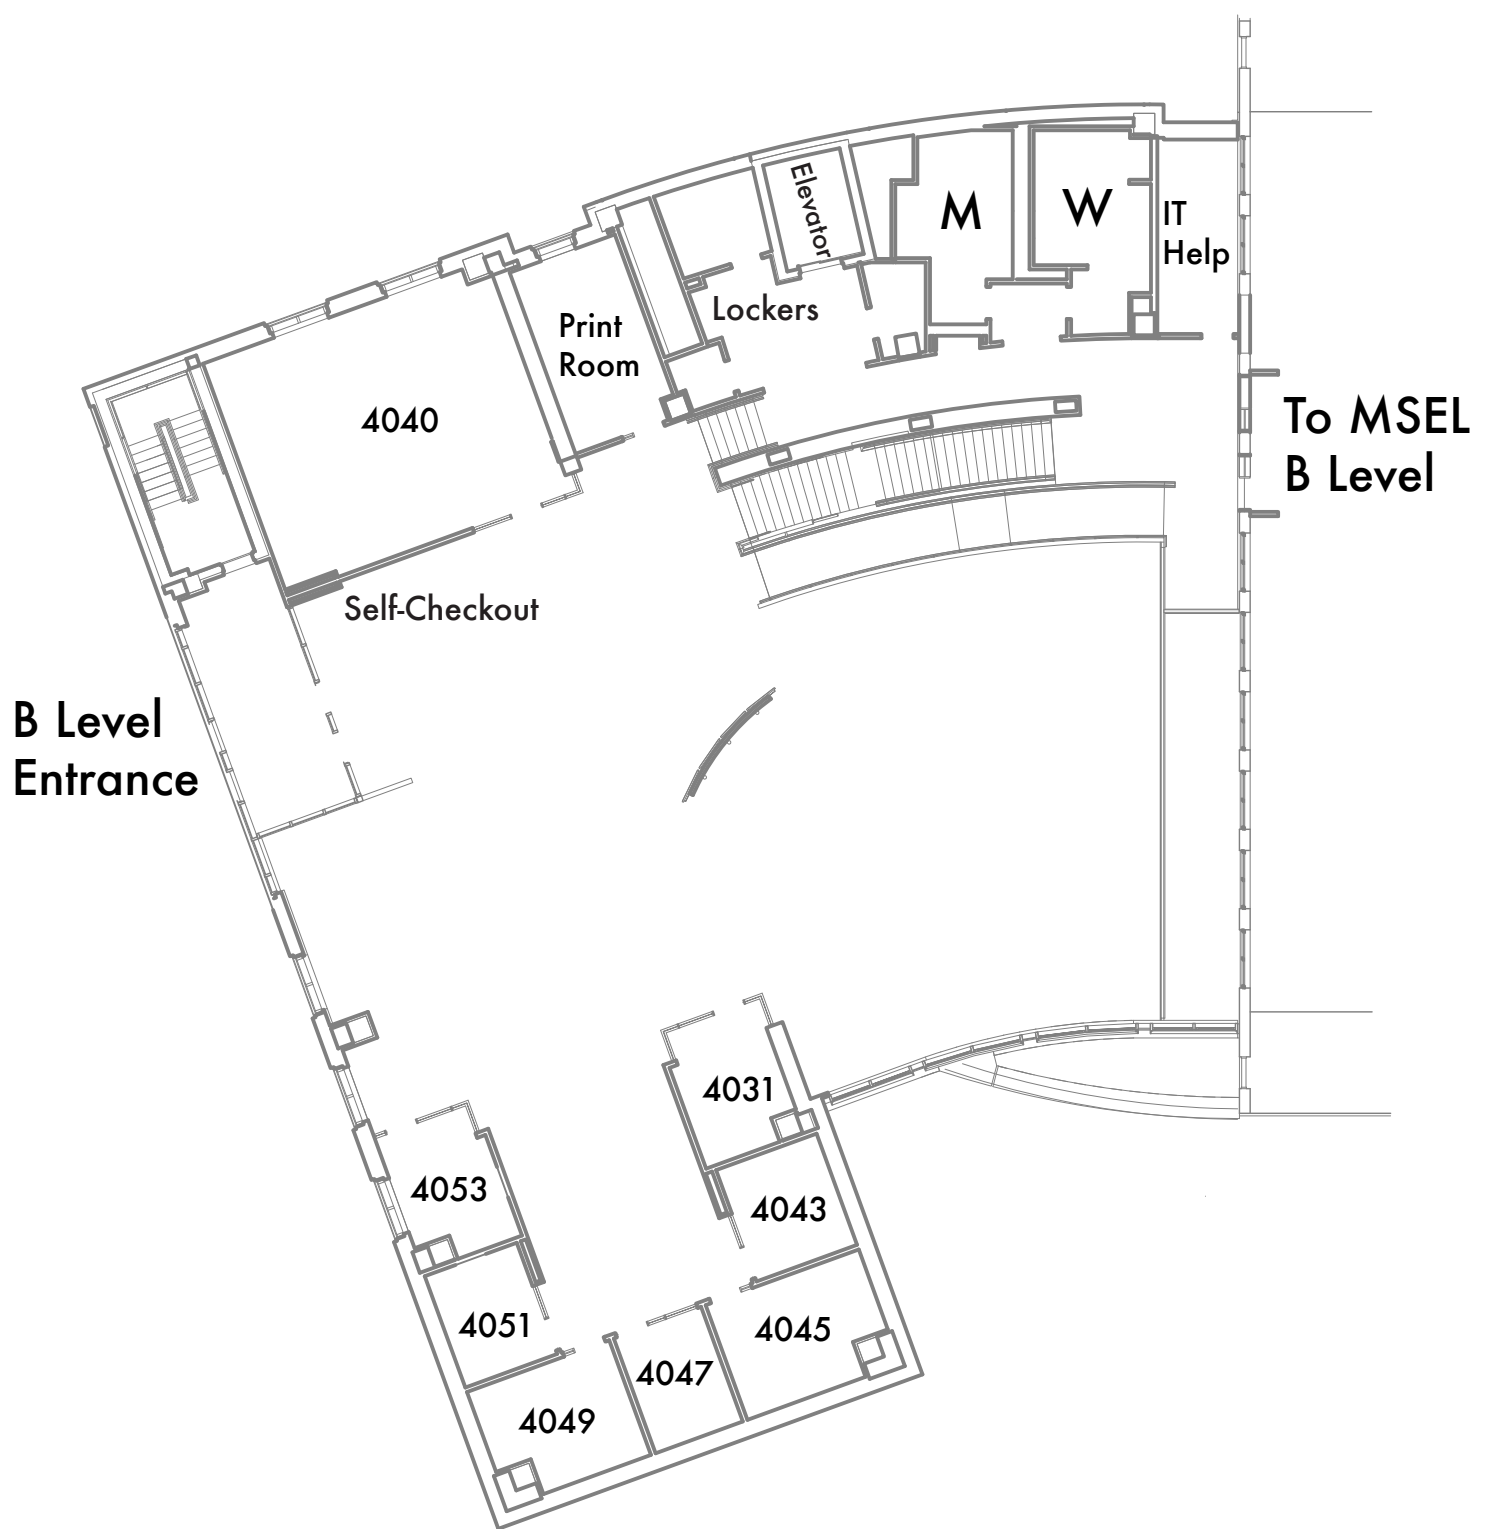 Elevator
M
W
IT
Help
Lockers
Print
Room
4040
To MSEL
B Level
Self-Checkout
B Level
Entrance
4031
4053
4043
4051
4045
4047
4049